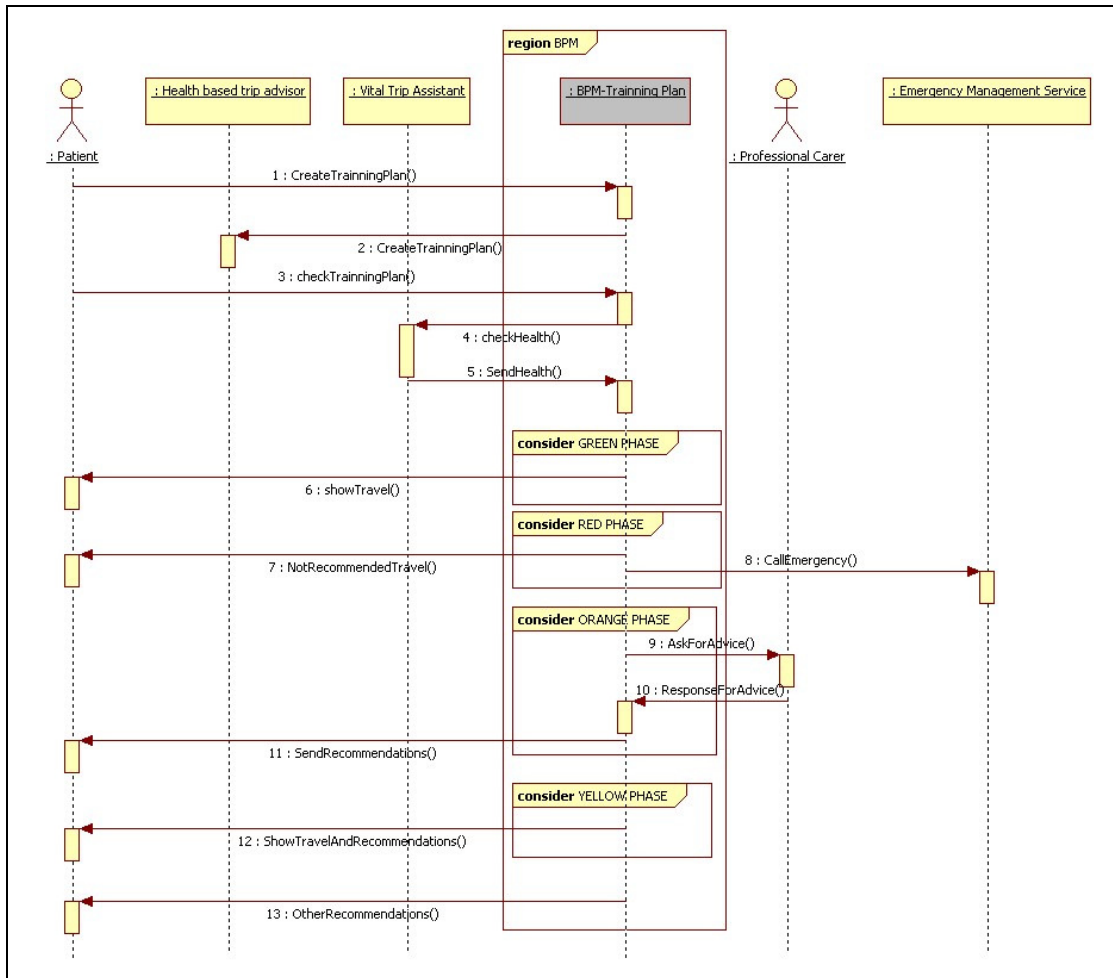 region BPM
: Health based trip advisor
: Vital Trip Assistant
: BPM-Trainning Plan
: Emergency Management Service
: Patient
: Professional Carer
1 : CreateTrainningPlan()
2 : CreateTrainningPlan()
3 : checkTrainningPlan()
4 : checkHealth()
5 : SendHealth()
consider GREEN PHASE
6 : showTravel()
consider RED PHASE
7 : NotRecommendedTravel()
8 : CallEmergency()
consider ORANGE PHASE
9 : AskForAdvice()
10 : ResponseForAdvice()
11 : SendRecommendations()
consider YELLOW PHASE
12 : ShowTravelAndRecommendations()
13 : OtherRecommendations()